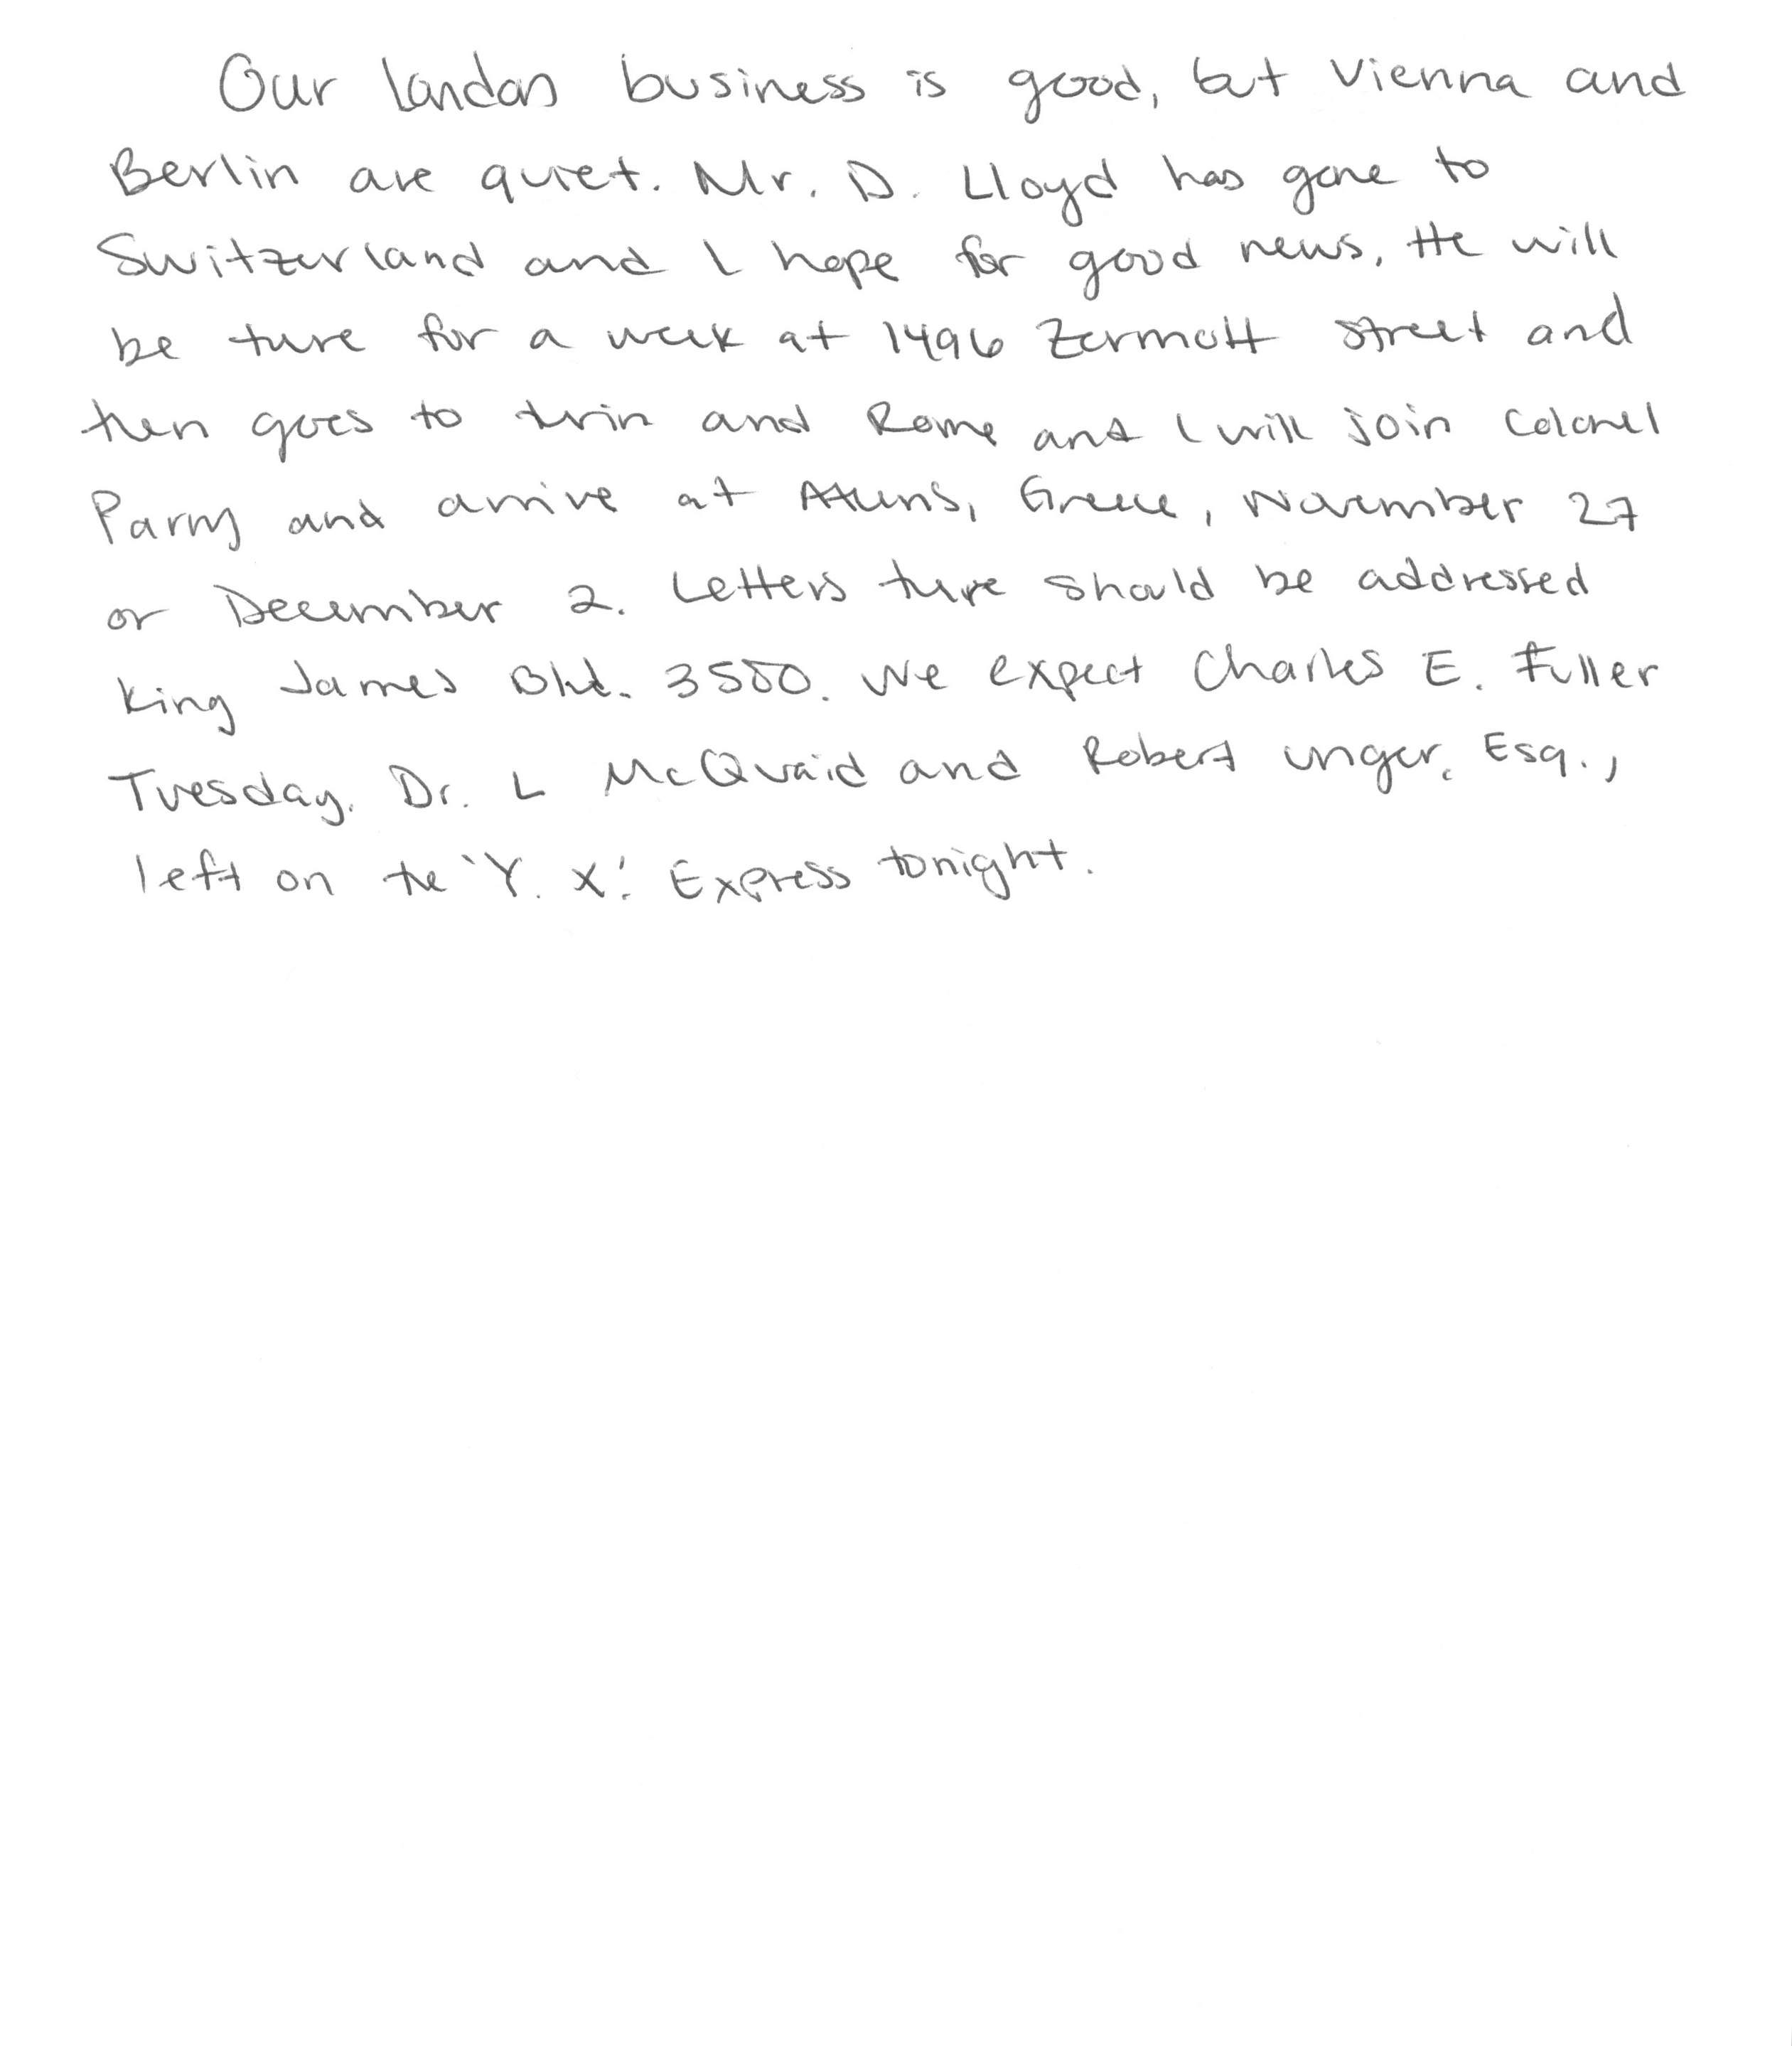 Our London business is good, but Vienna and
Berlin are quiet. Mr. D. Lloyd has gone to
Switzerland and I hope for good news. He will
be there for a week at 1496 Zermott Street and
then goes to Turin and Rome and I will join Colonel
Parry and arrive at Athens, Greece, November 27
or December 2. Letters there should be addressed
King James Blvd. 3580. We expect Charles E. Fuller
Tuesday. Dr. L McQuaid and Robert Unger, Esq.,
left on the 'Y. X.' Express tonight.